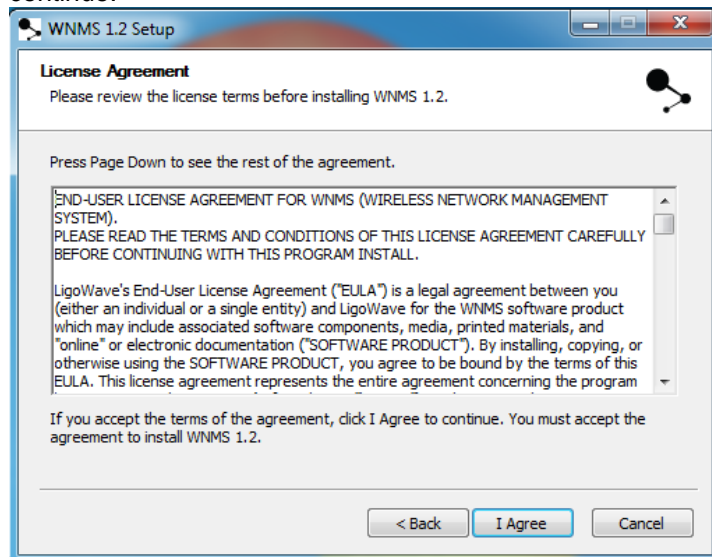 continue.
WNMS 1.2 Setup
License Agreement
Please review the license terms before installing WNMS 1.2.
Press Page Down to see the rest of the agreement.
END-USER LICENSE AGREEMENT FOR WNMS (WIRELESS NETWORK MANAGEMENT
SYSTEM).
PLEASE READ THE TERMS AND CONDITIONS OF THIS LICENSE AGREEMENT CAREFULLY
BEFORE CONTINUING WITH THIS PROGRAM INSTALL.
LigoWave's End-User License Agreement ("EULA") is a legal agreement between you
(either an individual or a single entity) and LigoWave for the WNMS software product
which may include associated software components, media, printed materials, and
"online" or electronic documentation ("SOFTWARE PRODUCT"). By installing, copying, or
otherwise using the SOFTWARE PRODUCT, you agree to be bound by the terms of this
EULA. This license agreement represents the entire agreement concerning the program
If you accept the terms of the agreement, click I Agree to continue. You must accept the
agreement to install WNMS 1.2.
< Back I Agree Cancel